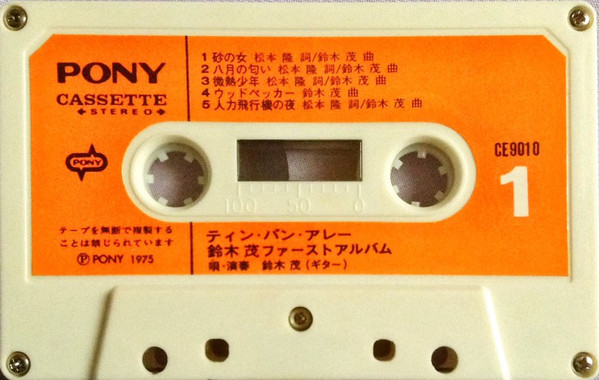 PONY
CASSETTE
STEREO
PONY
テープを無断で複製する
ことは禁じられています
Ⓟ PONY 1975
1 砂の女 松本 隆 詞/鈴木 茂 曲
2 八月の匂い 松本 隆 詞/鈴木 茂 曲
3 微熱少年 松本 隆 詞/鈴木 茂 曲
4 ウッドペッカー 鈴木 茂 曲
5 人力飛行機の夜 松本 隆 詞/鈴木 茂 曲
100 50 0
CE9010
1
ティン・パン・アレー
鈴木 茂ファーストアルバム
唄・演奏 鈴木 茂(ギター)